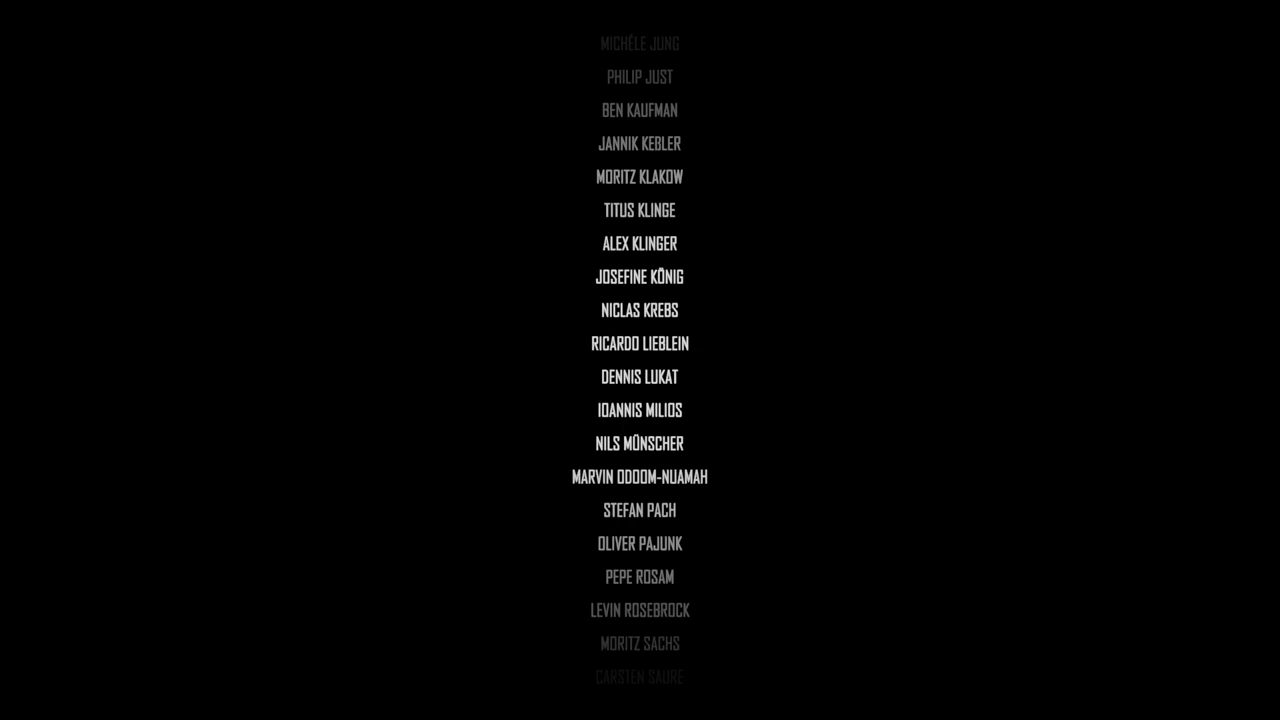 MICHÉLE JUNG
PHILIP JUST
BEN KAUFMAN
JANNIK KEBLER
MORITZ KLAKOW
TITUS KLINGE
ALEX KLINGER
JOSEFINE KÖNIG
NICLAS KREBS
RICARDO LIEBLEIN
DENNIS LUKAT
IOANNIS MILIOS
NILS MÜNSCHER
MARVIN ODOOM-NUAMAH
STEFAN PACH
OLIVER PAJUNK
PEPE ROSAM
LEVIN ROSEBROCK
MORITZ SACHS
CARSTEN SAURE